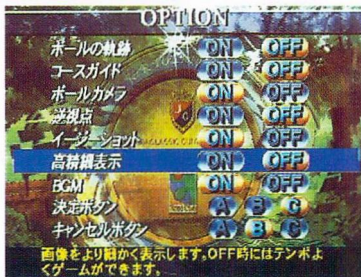 OPTION
ボールの軌跡 ON OFF
コースガイド ON OFF
ボールカメラ ON OFF
逆視点 ON OFF
イージーショット ON OFF
高精細表示 ON OFF
BGM ON OFF
決定ボタン A B C
キャンセルボタン A B C
画像をより細かく表示します。OFF時にはテンポよ
くゲームができます。